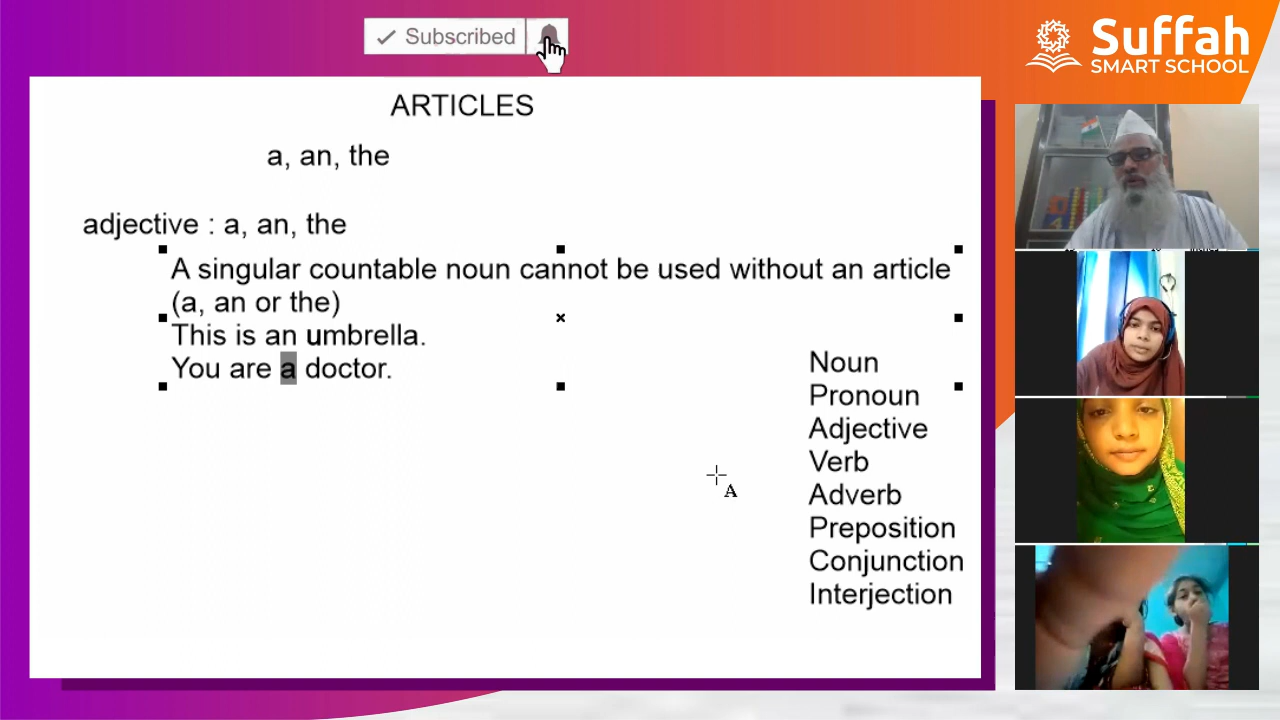 Subscribed
Suffah
SMART SCHOOL
ARTICLES
a, an, the
adjective : a, an, the
A singular countable noun cannot be used without an article
(a, an or the)
This is an umbrella.
You are a doctor.
Noun
Pronoun
Adjective
Verb
Adverb
Preposition
Conjunction
Interjection
A